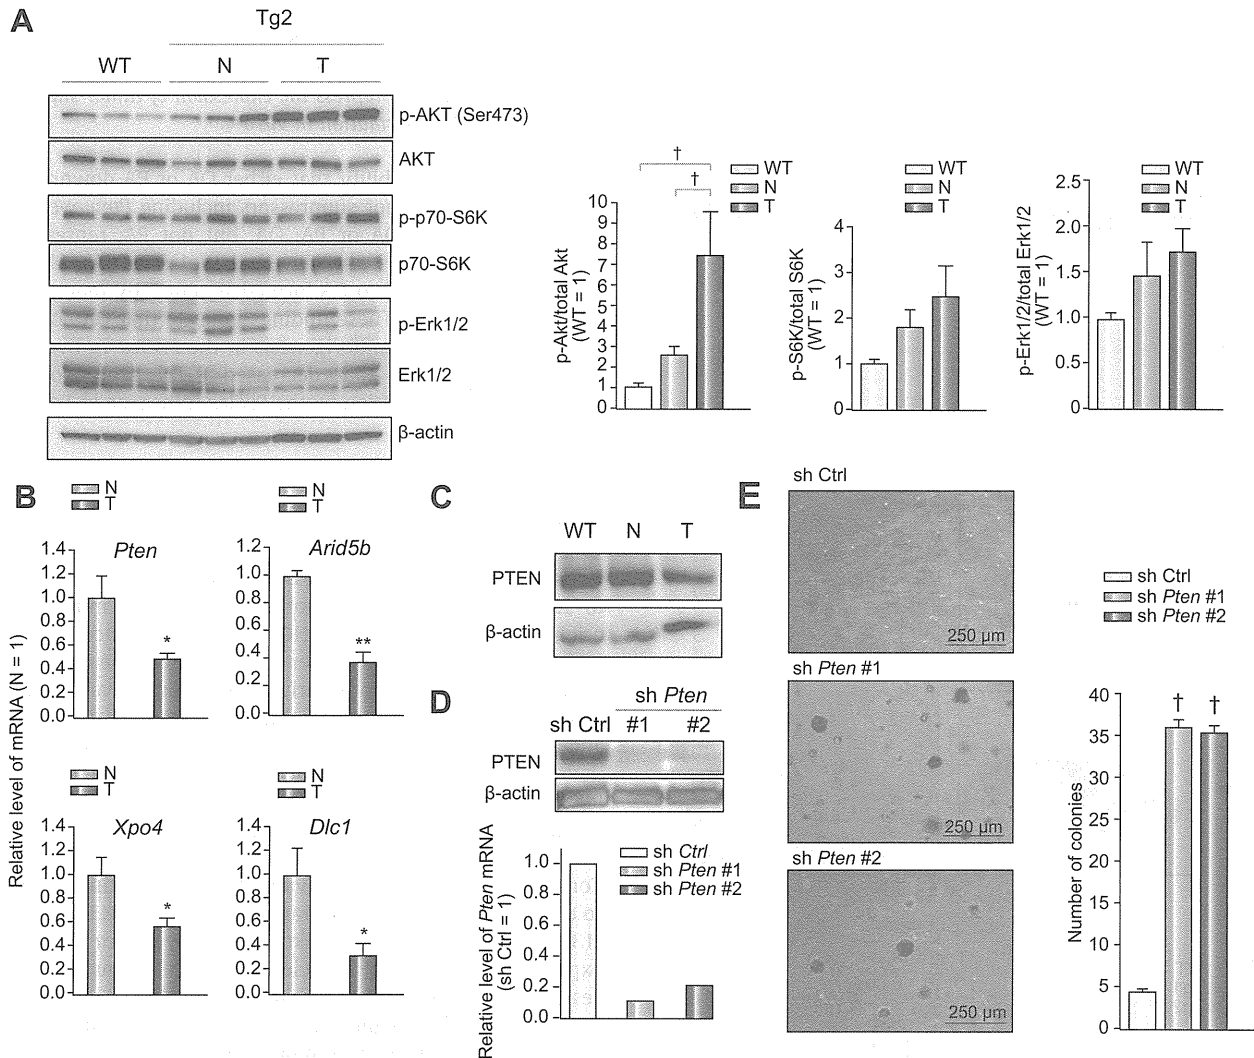 A
Tg2
WT N T
p-AKT (Ser473)
AKT
p-p70-S6K
p70-S6K
p-Erk1/2
Erk1/2
β-actin
†
†
WT
N
T
p-Akt/total Akt
(WT = 1)
10
9
8
7
6
5
4
3
2
1
0
WT
N
T
p-S6K/total S6K
(WT = 1)
4
3
2
1
0
WT
N
T
p-Erk1/2/total Erk1/2
(WT = 1)
2.5
2.0
1.5
1.0
0.5
0
B
Relative level of mRNA (N = 1)
N
T
Pten
1.4
1.2
1.0
0.8
0.6
0.4
0.2
0.0
*
N
T
Arid5b
1.2
1.0
0.8
0.6
0.4
0.2
0.0
**
N
T
Xpo4
1.4
1.2
1.0
0.8
0.6
0.4
0.2
0.0
*
N
T
Dlc1
1.4
1.2
1.0
0.8
0.6
0.4
0.2
0.0
*
C
WT N T
PTEN
β-actin
D
sh Pten
sh Ctrl #1 #2
PTEN
β-actin
Relative level of Pten mRNA
(sh Ctrl = 1)
1.0
0.8
0.6
0.4
0.2
0.0
sh Ctrl
sh Pten #1
sh Pten #2
E
sh Ctrl
250 µm
sh Pten #1
250 µm
sh Pten #2
250 µm
sh Ctrl
sh Pten #1
sh Pten #2
Number of colonies
40
35
30
25
20
15
10
5
0
† †